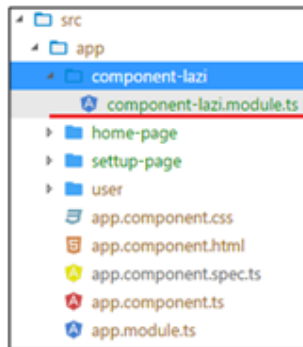 src
app
component-lazi
component-lazi.module.ts
home-page
settup-page
user
app.component.css
app.component.html
app.component.spec.ts
app.component.ts
app.module.ts